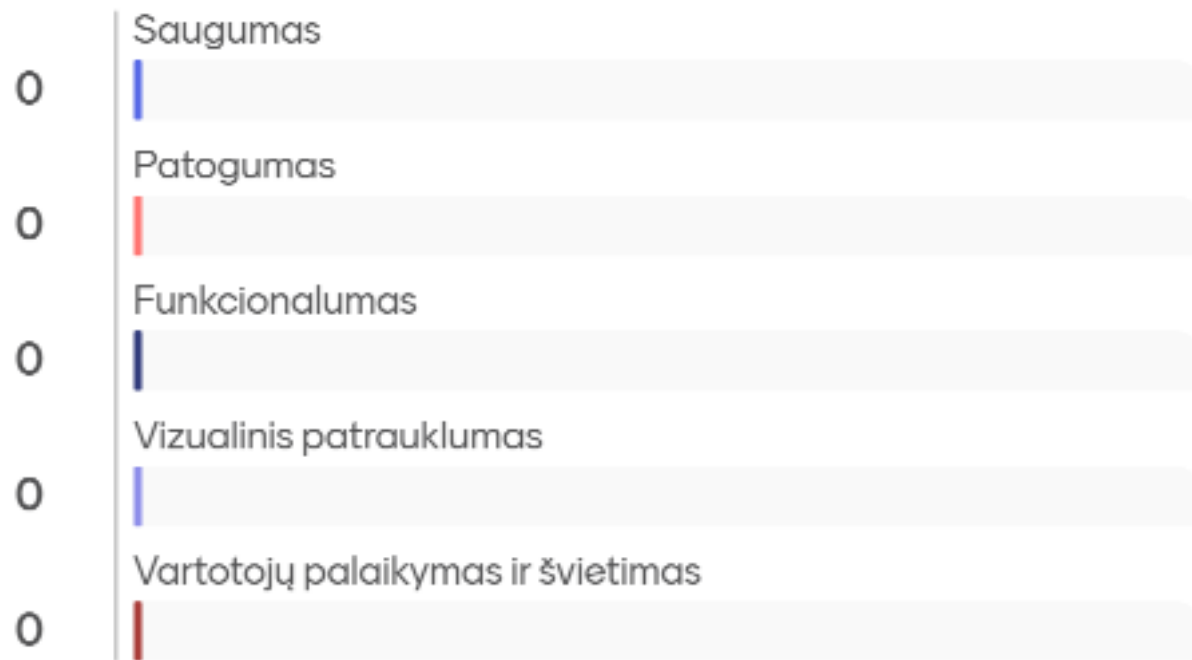 Saugumas
0
Patogumas
0
Funkcionalumas
0
Vizualinis patrauklumas
0
Vartotojų palaikymas ir švietimas
0